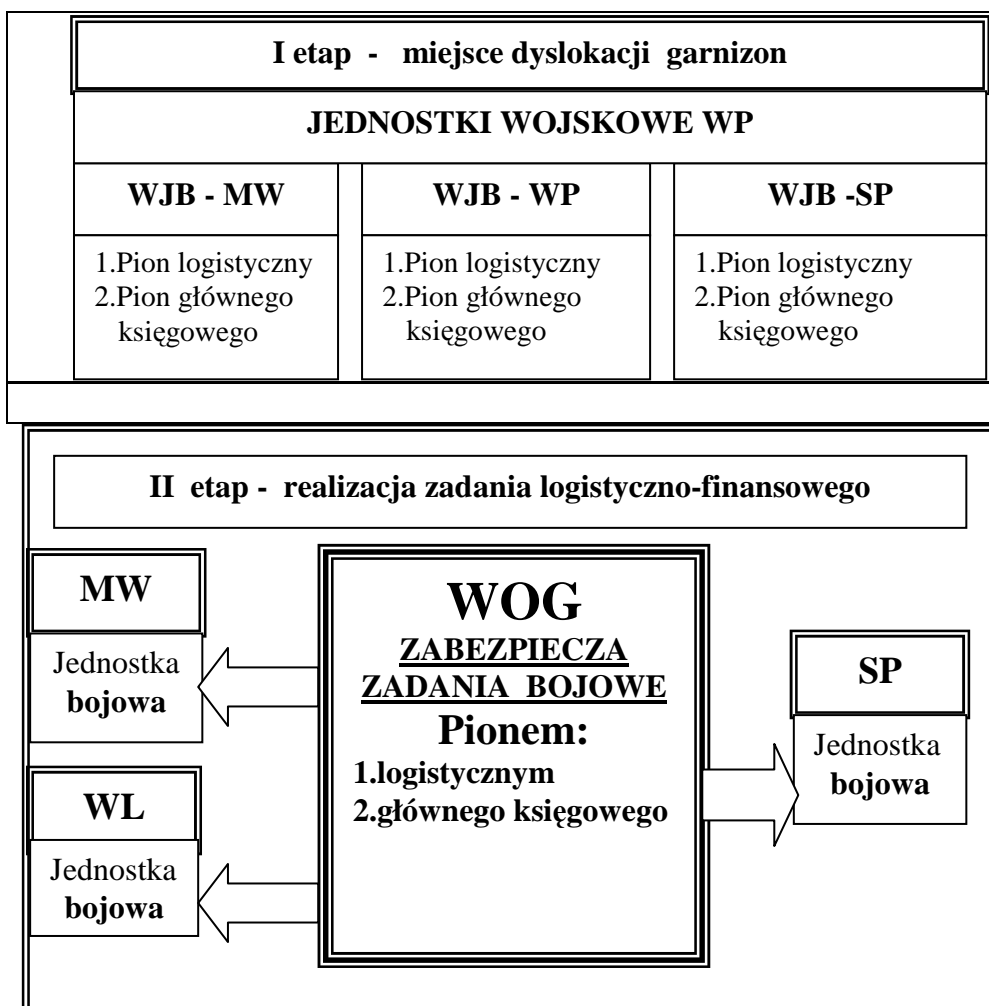 I etap - miejsce dyslokacji garnizon
JEDNOSTKI WOJSKOWE WP
WJB - MW
1.Pion logistyczny
2.Pion głównego
księgowego
WJB - WP
1.Pion logistyczny
2.Pion głównego
księgowego
WJB -SP
1.Pion logistyczny
2.Pion głównego
księgowego
II etap - realizacja zadania logistyczno-finansowego
MW
Jednostka
bojowa
WL
Jednostka
bojowa
WOG
ZABEZPIECZA
ZADANIA BOJOWE
Pionem:
1.logistycznym
2.głównego księgowego
SP
Jednostka
bojowa